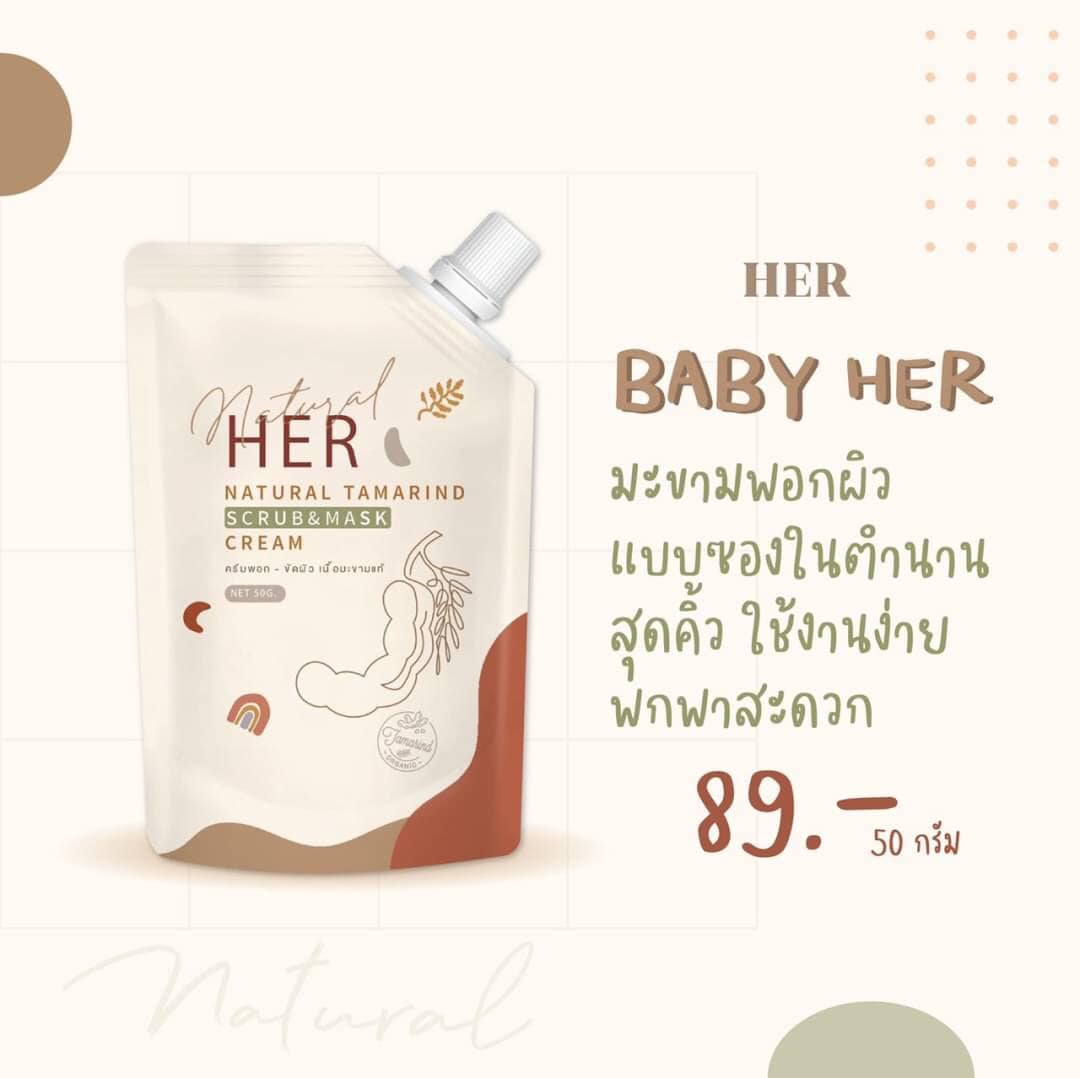 Natural
HER
NATURAL TAMARIND
SCRUB&MASK
CREAM
ครีมพอก - ขัดผิว เนื้อมะขามแท้
NET 50G.
Tamarind
ORGANIC
HER
BABY HER
มะขามฟอกผิว
แบบซองในตำนาน
สุดคิ้ว ใช้งานง่าย
ฟกฟาสะดวก
89.-
50 กรัม
Natural